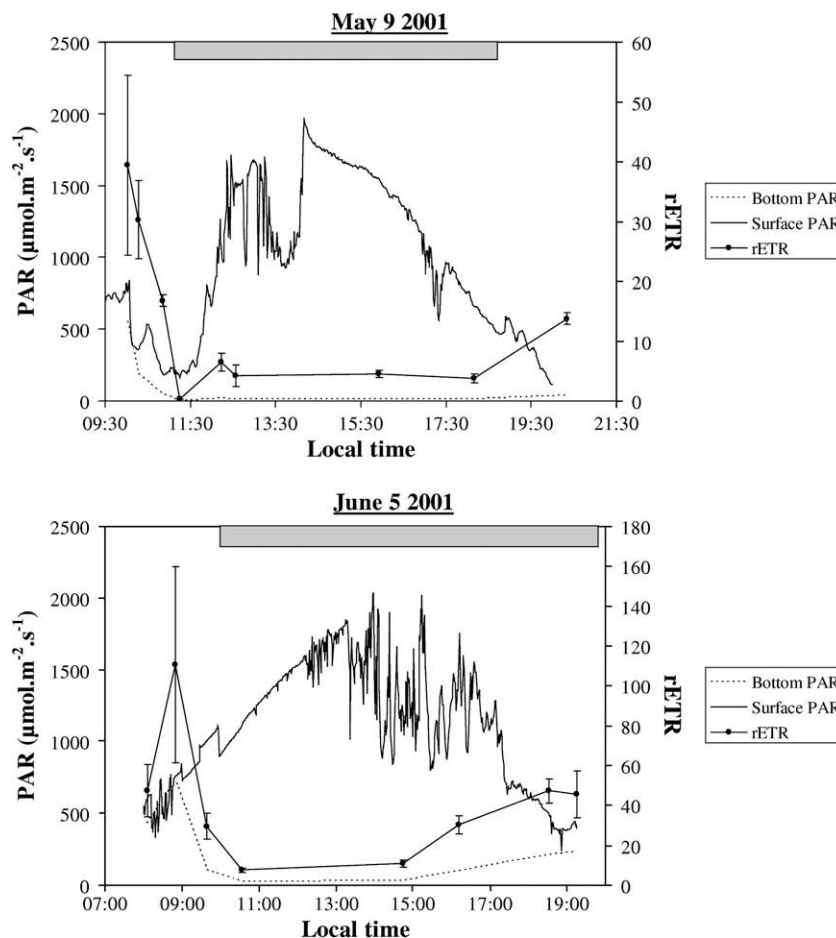 May 9 2001
2500
2000
1500
1000
500
0
PAR (µmol.m⁻².s⁻¹)
60
50
40
30
20
10
0
rETR
09:30 11:30 13:30 15:30 17:30 19:30 21:30
Local time
Bottom PAR
Surface PAR
rETR
June 5 2001
2500
2000
1500
1000
500
0
PAR (µmol.m⁻².s⁻¹)
180
160
140
120
100
80
60
40
20
0
rETR
07:00 09:00 11:00 13:00 15:00 17:00 19:00
Local time
Bottom PAR
Surface PAR
rETR